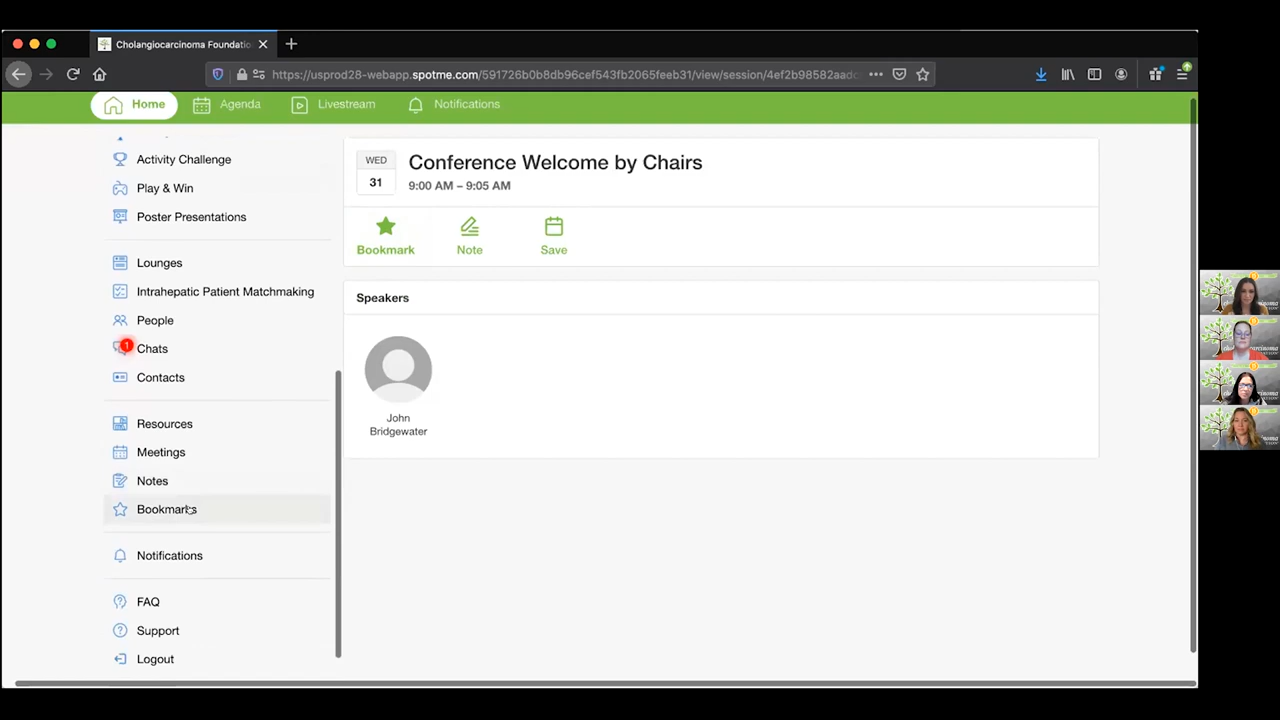 Cholangiocarcinoma Foundatio
https://usprod28-webapp.spotme.com/591726b0b8db96cef543fb2065feeb31/view/session/4ef2b98582aadc
Home
Agenda
Livestream
Notifications
Activity Challenge
Play & Win
Poster Presentations
Lounges
Intrahepatic Patient Matchmaking
People
1
Chats
Contacts
Resources
Meetings
Notes
Bookmarks
Notifications
FAQ
Support
Logout
WED
31
Conference Welcome by Chairs
9:00 AM – 9:05 AM
Bookmark
Note
Save
Speakers
John
Bridgewater